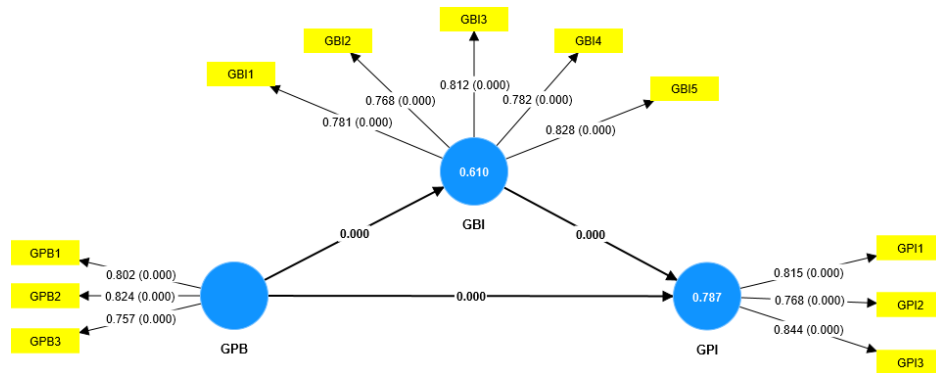 GBI3
GBI2
GBI4
GBI1
GBI5
0.812 (0.000)
0.768 (0.000)
0.782 (0.000)
0.781 (0.000)
0.828 (0.000)
0.610
GBI
0.000
0.000
GPB1
GPI1
0.802 (0.000)
0.815 (0.000)
GPB2
0.824 (0.000)
0.000
0.787
0.768 (0.000)
GPI2
0.757 (0.000)
0.844 (0.000)
GPB3
GPB
GPI
GPI3